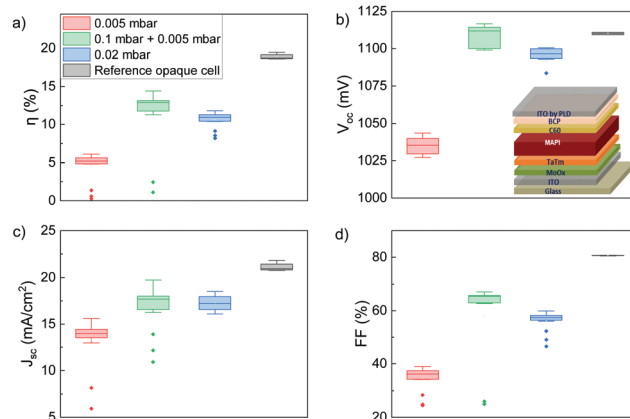 a)
0.005 mbar
0.1 mbar + 0.005 mbar
0.02 mbar
Reference opaque cell
20
15
10
5
0
η (%)
b)
1125
1100
1075
1050
1025
1000
V_oc (mV)
ITO by PLD
BCP
C60
MAPI
TaTm
MoOx
ITO
Glass
c)
25
20
15
10
5
J_sc (mA/cm²)
d)
80
60
40
20
FF (%)